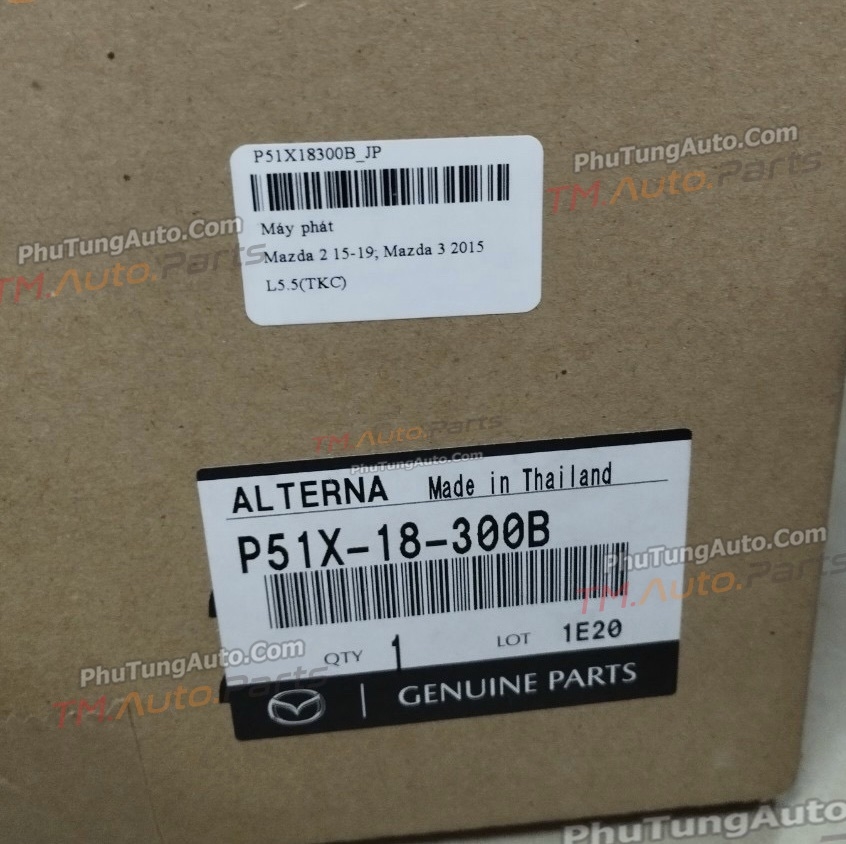 P51X18300B_JP
Máy phát
Mazda 2 15-19; Mazda 3 2015
L5.5(TKC)
PhuTungAuto.Com
TM.Auto.Parts
PhuTungAuto.Com
TM.Auto.Parts
TM.Auto.Parts
PhuTungAuto.Com
ALTERNA Made in Thailand
P51X-18-300B
PhuTungAuto.Com
TM.Auto.Parts
QTY 1 LOT 1E20
PhuTungAuto.Com
TM.Auto.Parts
GENUINE PARTS
PhuTungAuto